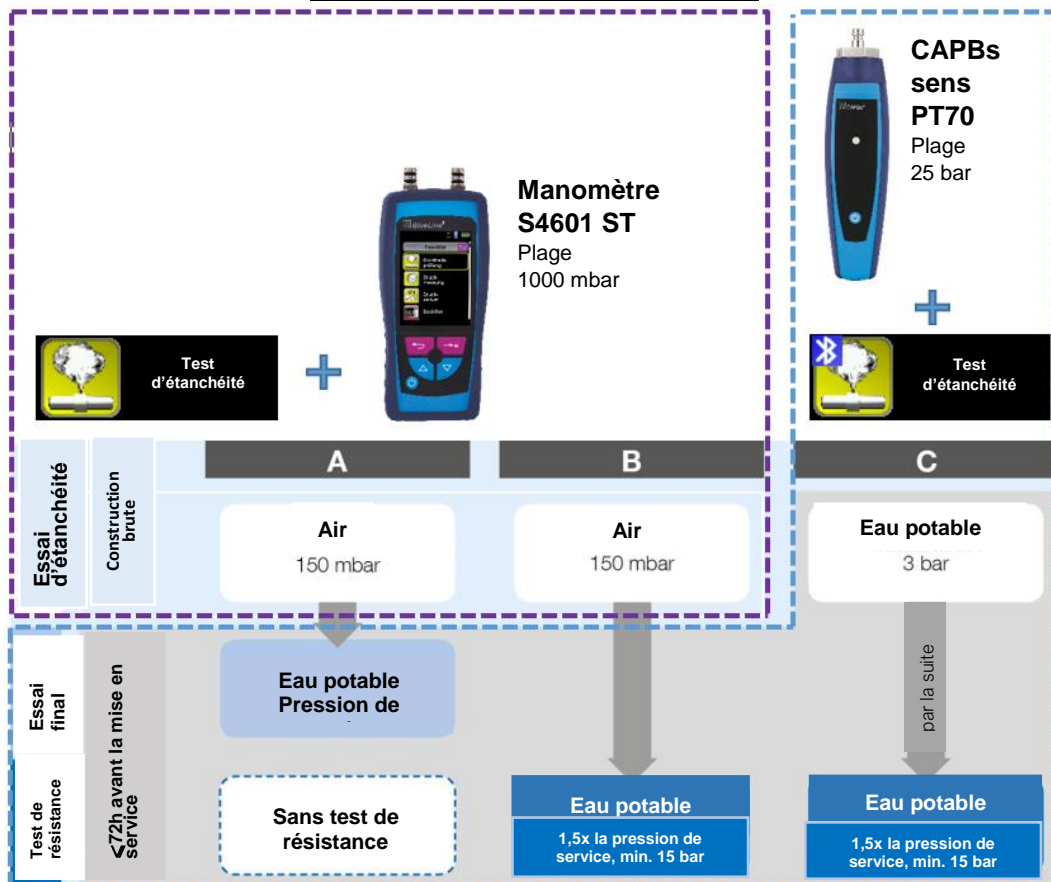 CAPBs
sens
PT70
Plage
25 bar
Manomètre
S4601 ST
Plage
1000 mbar
Test
d'étanchéité
Test
d'étanchéité
Essai
d'étanchéité
Construction
brute
A
B
C
Air
150 mbar
Air
150 mbar
Eau potable
3 bar
par la suite
Essai
final
<72h avant la mise en
service
Eau potable
Pression de
Test de
résistance
Sans test de
résistance
Eau potable
1,5x la pression de
service, min. 15 bar
Eau potable
1,5x la pression de
service, min. 15 bar